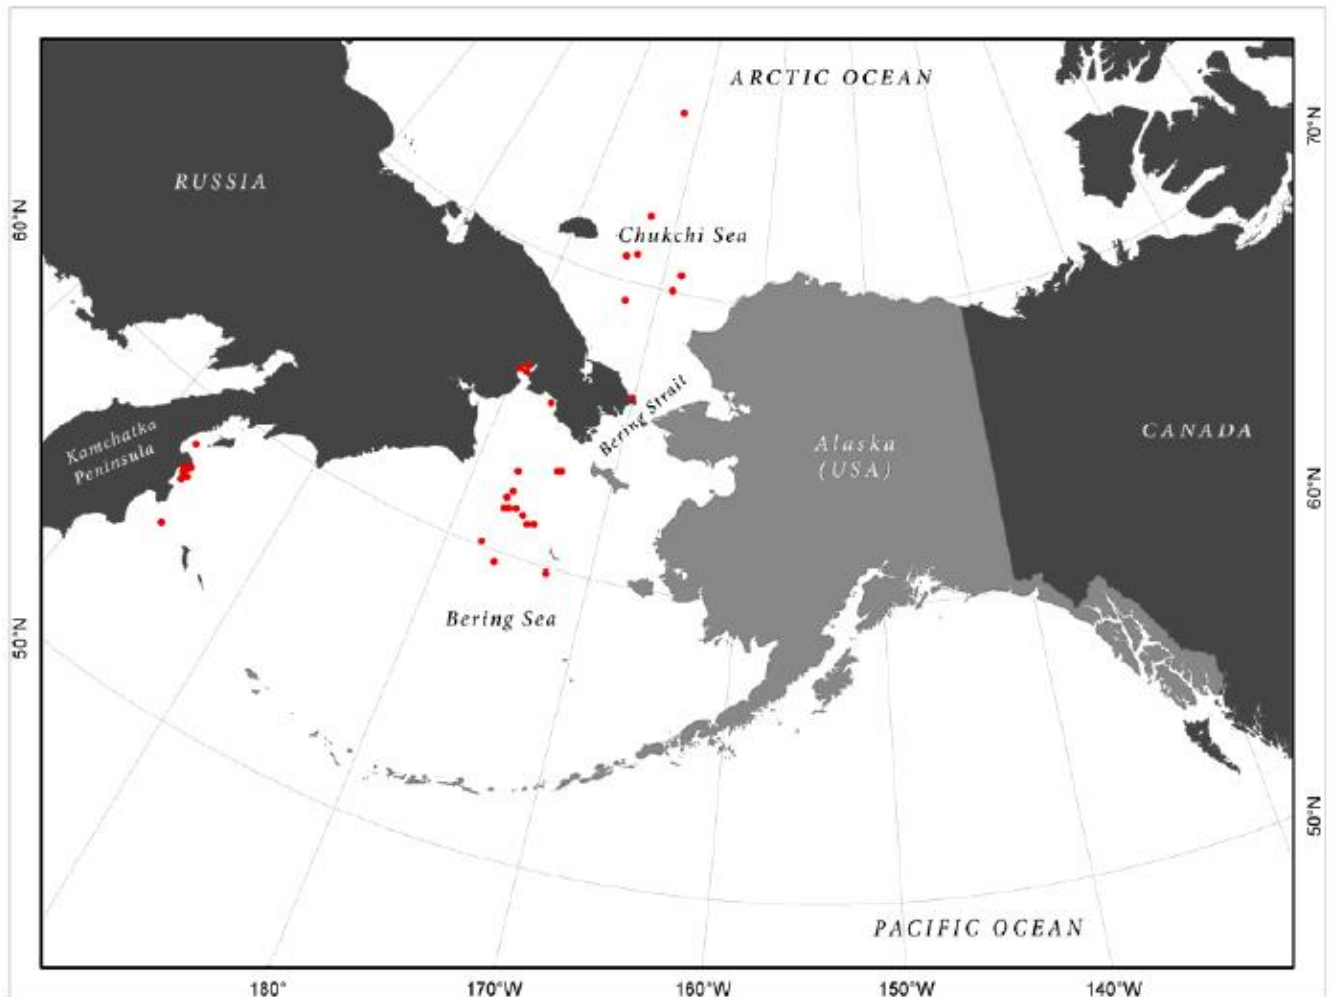 ARCTIC OCEAN
70°N
RUSSIA
60°N
Chukchi Sea
Bering Strait
Kamchatka
Peninsula
Alaska
(USA)
CANADA
60°N
Bering Sea
50°N
50°N
PACIFIC OCEAN
180°
170°W
160°W
150°W
140°W